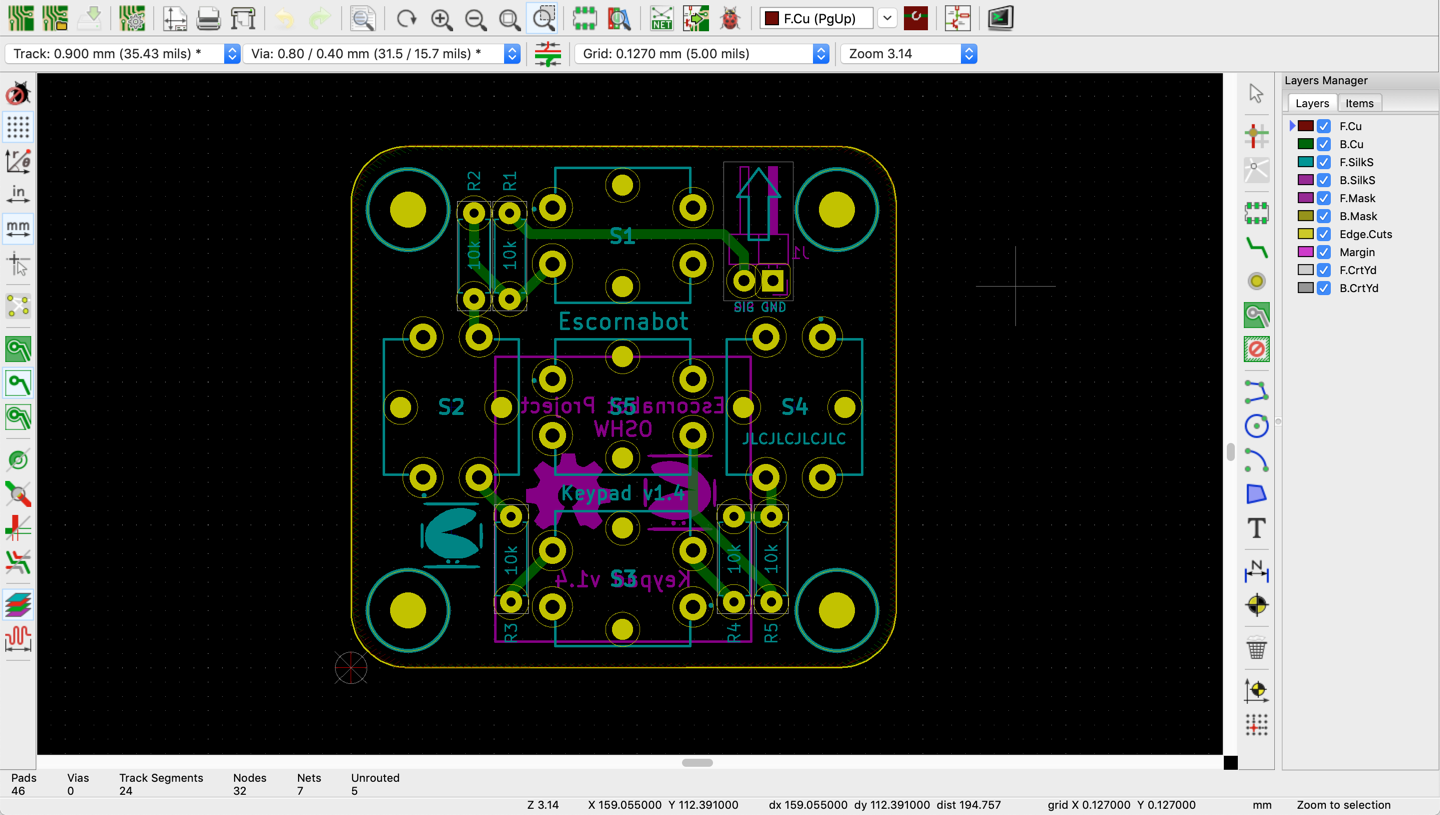 NET
F.Cu (PgUp)
Track: 0.900 mm (35.43 mils) *
Via: 0.80 / 0.40 mm (31.5 / 15.7 mils) *
Grid: 0.1270 mm (5.00 mils)
Zoom 3.14
in
mm
T
N
Layers Manager
Layers
Items
F.Cu
B.Cu
F.SilkS
B.SilkS
F.Mask
B.Mask
Edge.Cuts
Margin
F.CrtYd
B.CrtYd
R2
R1
10k
10k
S1
J1
SIG GND
Escornabot
S2
S5
S4
Escornabot Project
OSHW
JLCJLCJLCJLC
Keypad v1.4
10k
S3
10k
10k
Keypad v1.4
R3
R4
R5
Pads
46
Vias
0
Track Segments
24
Nodes
32
Nets
7
Unrouted
5
Z 3.14
X 159.055000 Y 112.391000
dx 159.055000 dy 112.391000 dist 194.757
grid X 0.127000 Y 0.127000
mm
Zoom to selection